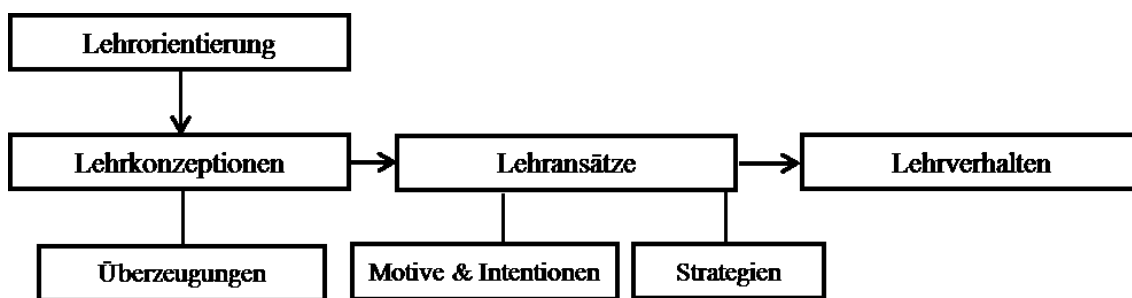 Lehrorientierung
Lehrkonzeptionen
Lehransätze
Lehrverhalten
Überzeugungen
Motive & Intentionen
Strategien